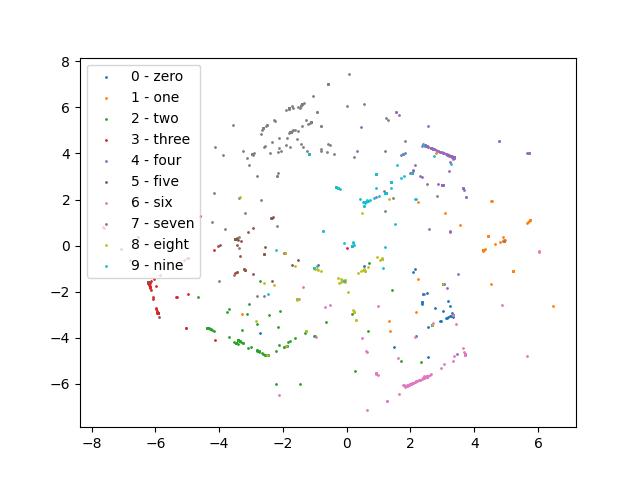 8
6
4
2
0
−2
−4
−6
−8
−6
−4
−2
0
2
4
6
0 - zero
1 - one
2 - two
3 - three
4 - four
5 - five
6 - six
7 - seven
8 - eight
9 - nine